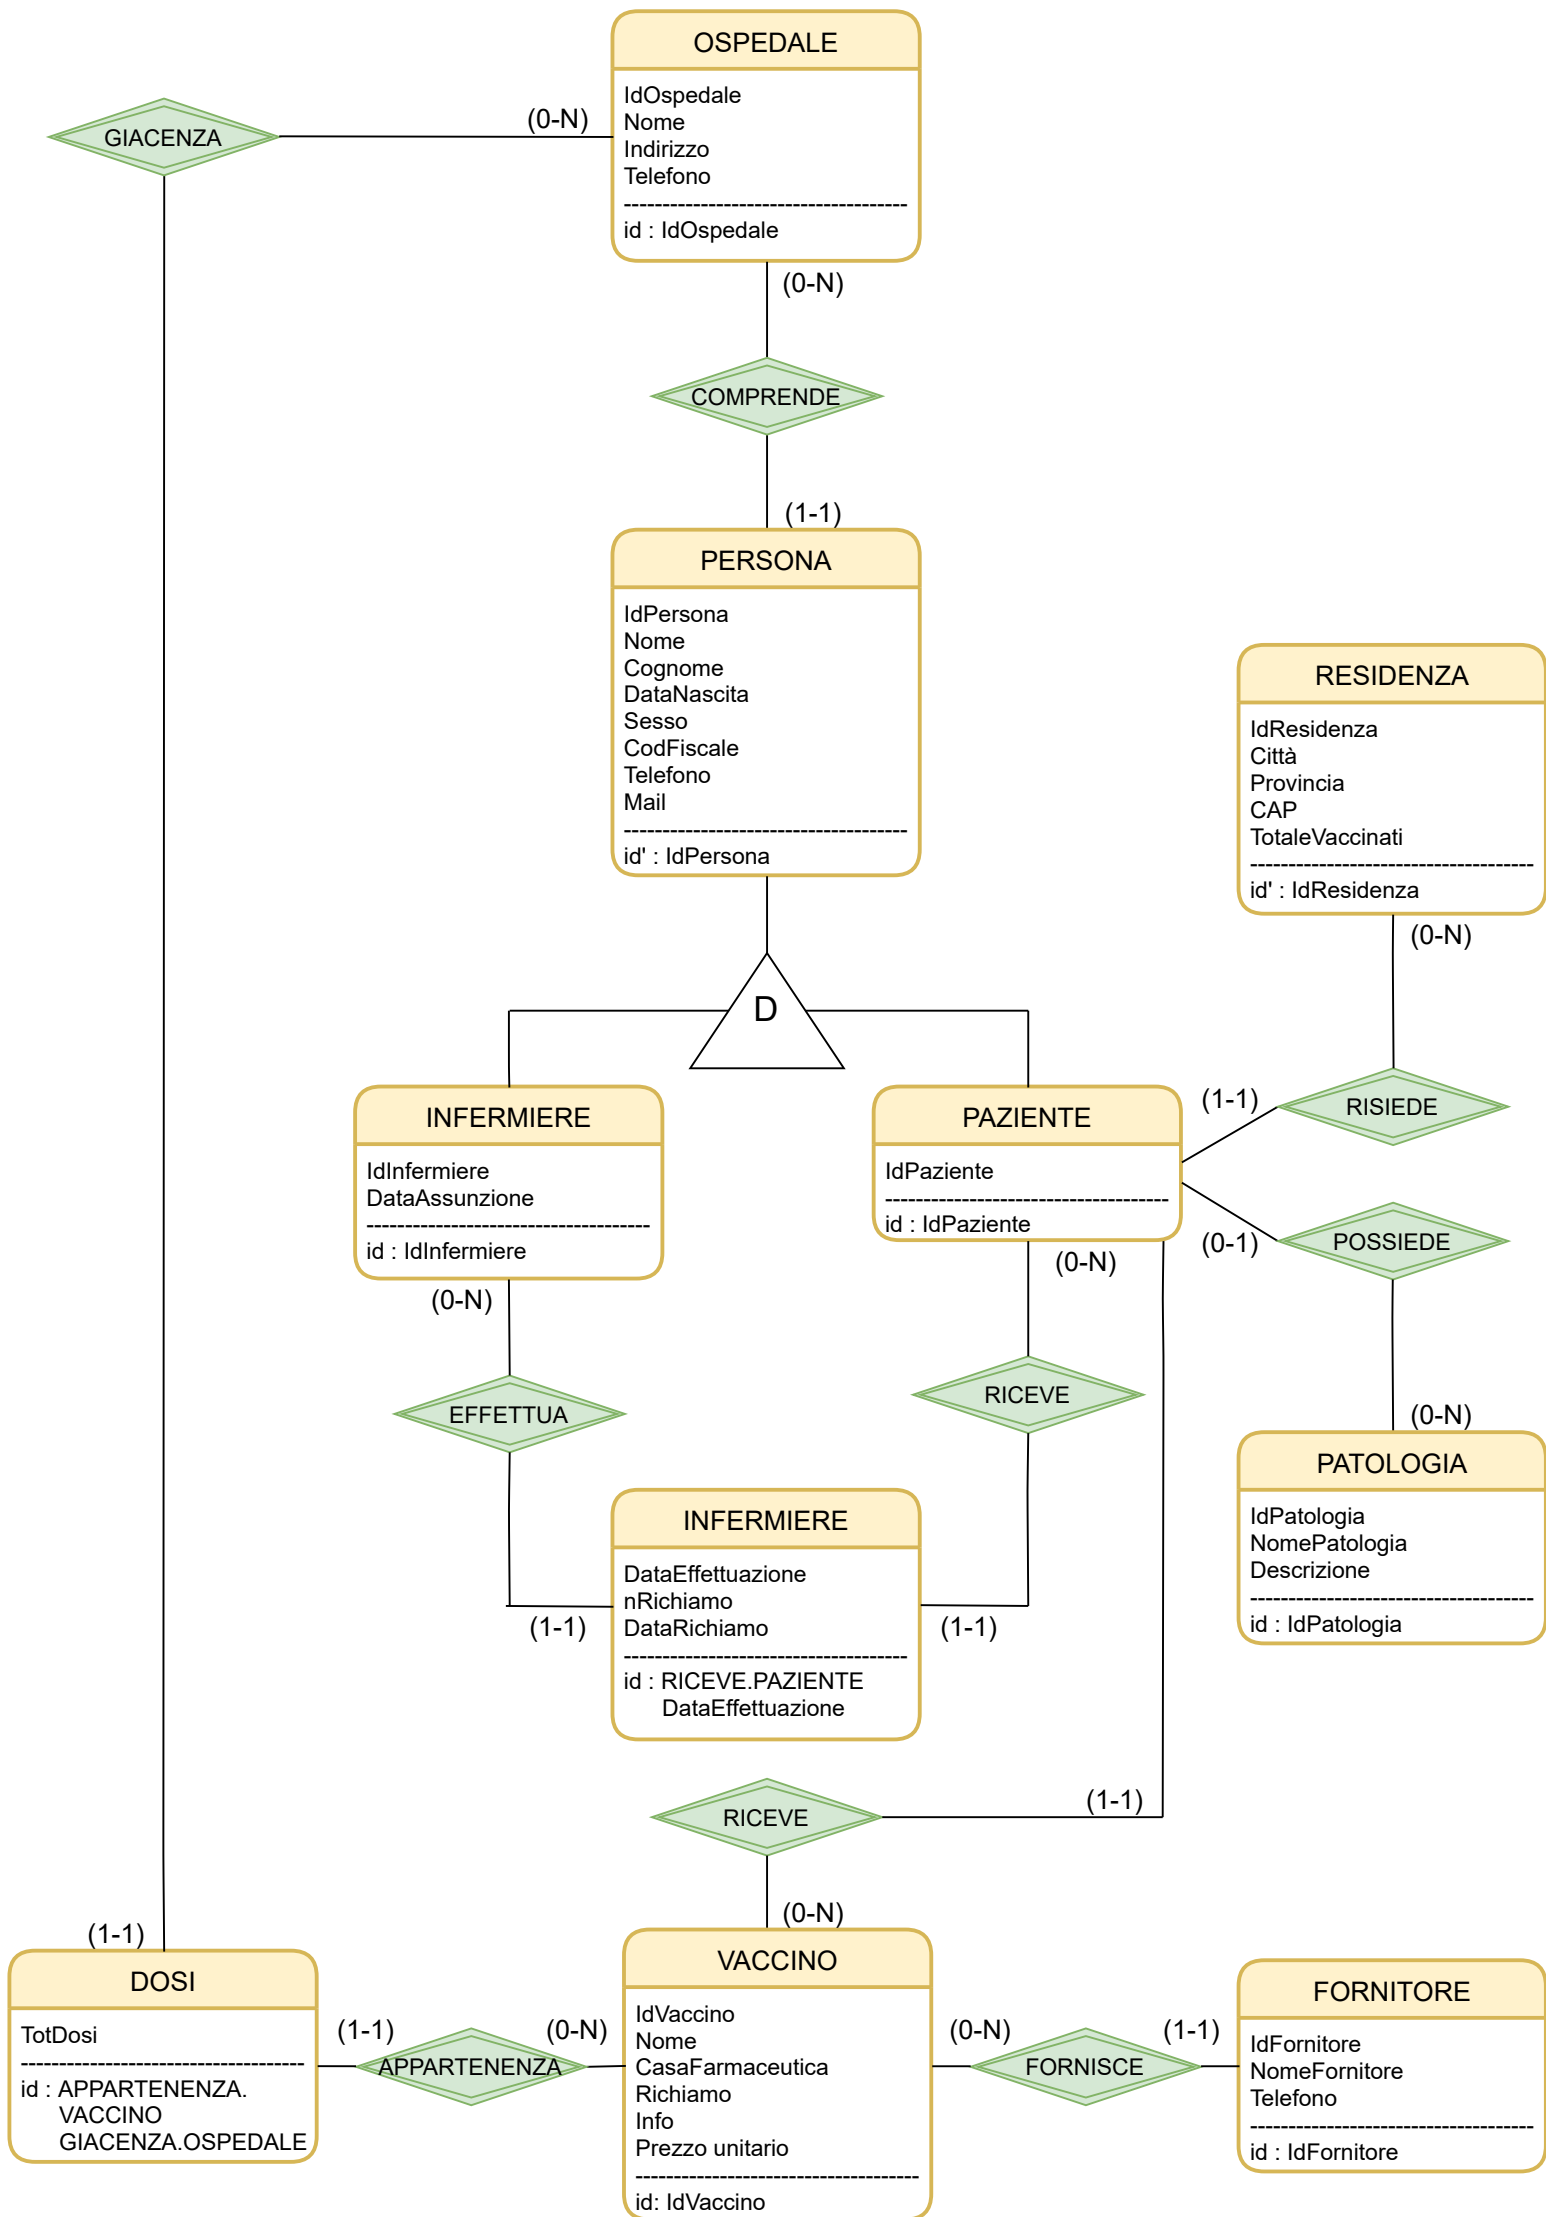 OSPEDALE
IdOspedale
Nome
Indirizzo
Telefono
-------------------------------------
id : IdOspedale
GIACENZA
(0-N)
(0-N)
COMPRENDE
(1-1)
PERSONA
IdPersona
Nome
Cognome
DataNascita
Sesso
CodFiscale
Telefono
Mail
-------------------------------------
id' : IdPersona
RESIDENZA
IdResidenza
Città
Provincia
CAP
TotaleVaccinati
-------------------------------------
id' : IdResidenza
(0-N)
D
INFERMIERE
IdInfermiere
DataAssunzione
-------------------------------------
id : IdInfermiere
(0-N)
PAZIENTE
IdPaziente
-------------------------------------
id : IdPaziente
(0-N)
(1-1)
RISIEDE
(0-1)
POSSIEDE
(0-N)
EFFETTUA
RICEVE
PATOLOGIA
IdPatologia
NomePatologia
Descrizione
-------------------------------------
id : IdPatologia
INFERMIERE
DataEffettuazione
nRichiamo
DataRichiamo
-------------------------------------
id : RICEVE.PAZIENTE
DataEffettuazione
(1-1)
(1-1)
RICEVE
(1-1)
(0-N)
(1-1)
DOSI
TotDosi
-------------------------------------
id : APPARTENENZA.
VACCINO
GIACENZA.OSPEDALE
(1-1)
APPARTENENZA
(0-N)
VACCINO
IdVaccino
Nome
CasaFarmaceutica
Richiamo
Info
Prezzo unitario
-------------------------------------
id: IdVaccino
(0-N)
FORNISCE
(1-1)
FORNITORE
IdFornitore
NomeFornitore
Telefono
-------------------------------------
id : IdFornitore